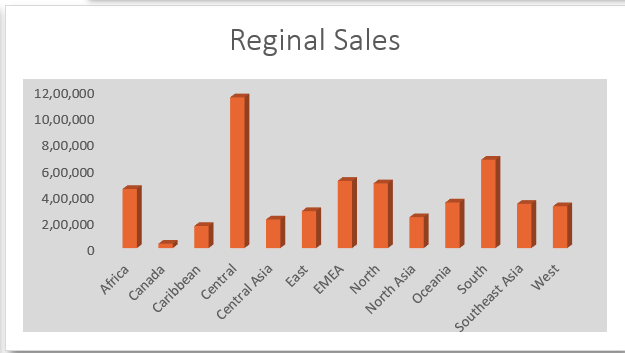 Reginal Sales
12,00,000
10,00,000
8,00,000
6,00,000
4,00,000
2,00,000
0
Africa
Canada
Caribbean
Central
Central Asia
East
EMEA
North
North Asia
Oceania
South
Southeast Asia
West